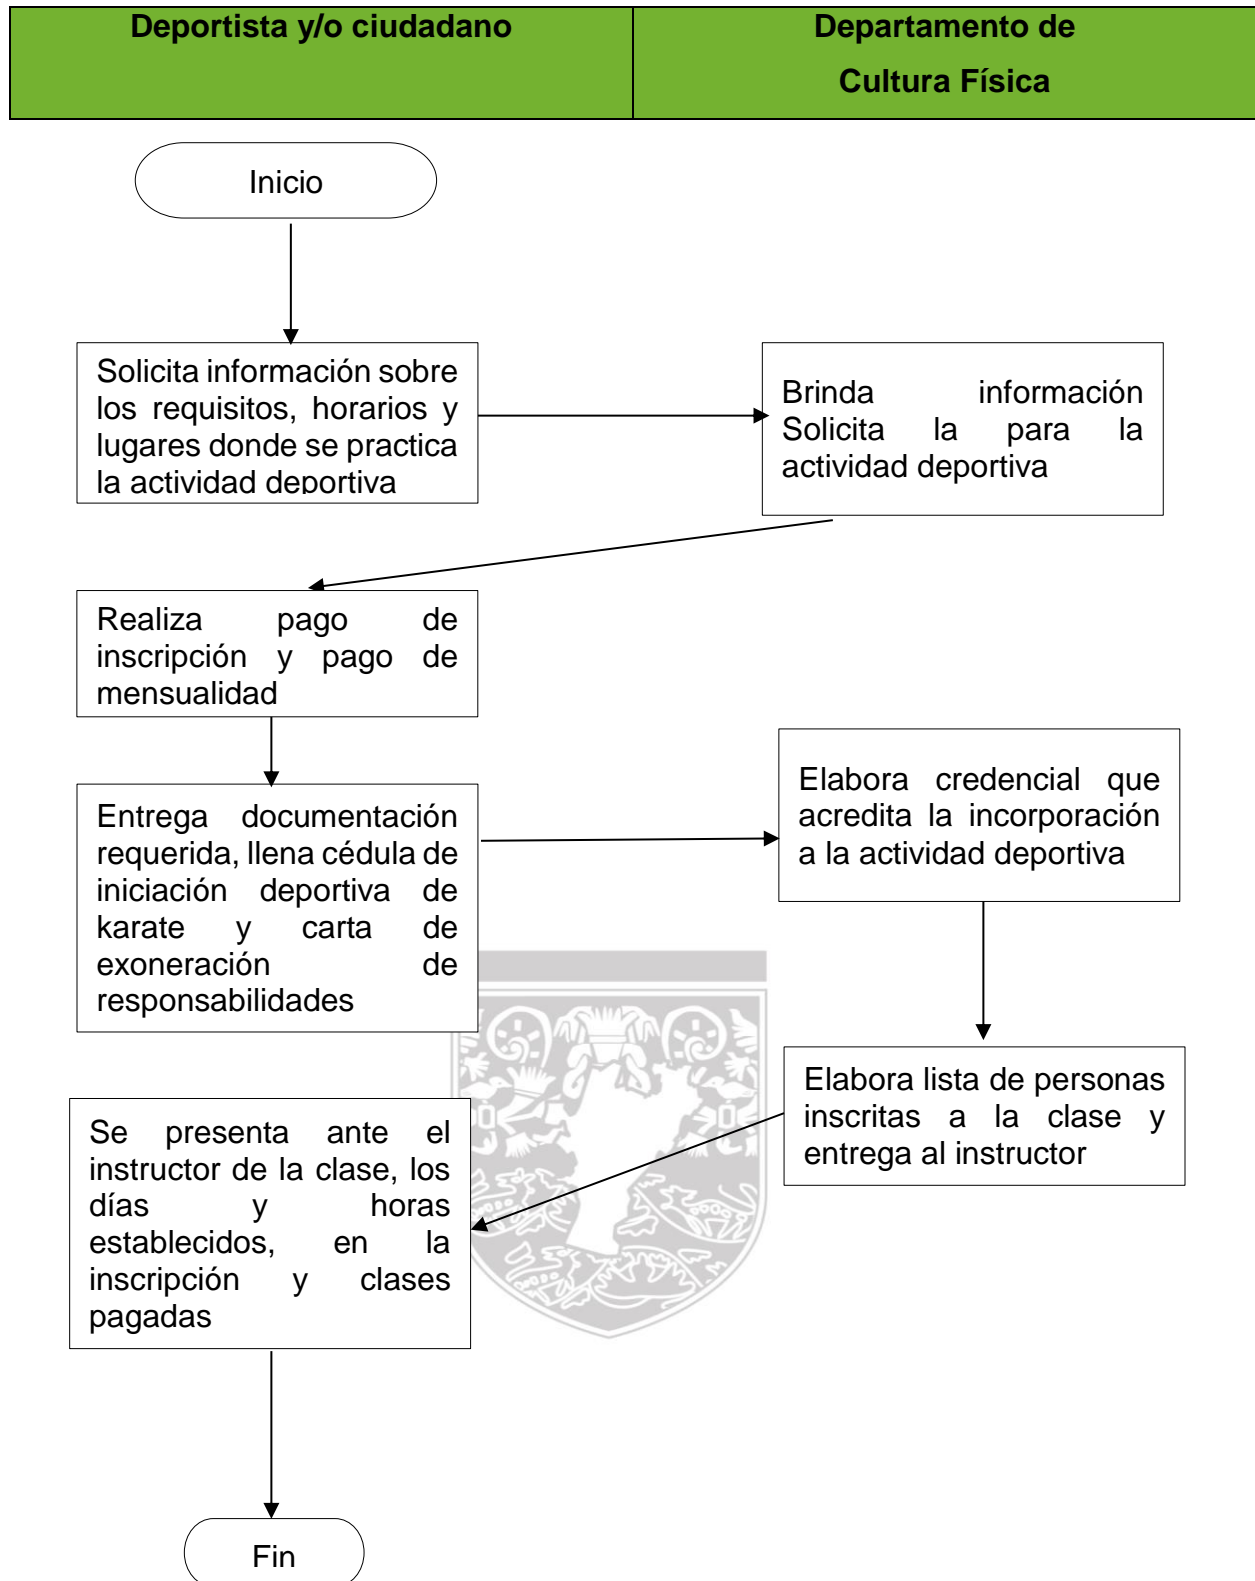 Deportista y/o ciudadano
Departamento de
Cultura Física
Inicio
Solicita información sobre
los requisitos, horarios y
lugares donde se practica
la actividad deportiva
Brinda información
Solicita la para la
actividad deportiva
Realiza pago de
inscripción y pago de
mensualidad
Entrega documentación
requerida, llena cédula de
iniciación deportiva de
karate y carta de
exoneración de
responsabilidades
Elabora credencial que
acredita la incorporación
a la actividad deportiva
Elabora lista de personas
inscritas a la clase y
entrega al instructor
Se presenta ante el
instructor de la clase, los
días y horas
establecidos, en la
inscripción y clases
pagadas
Fin